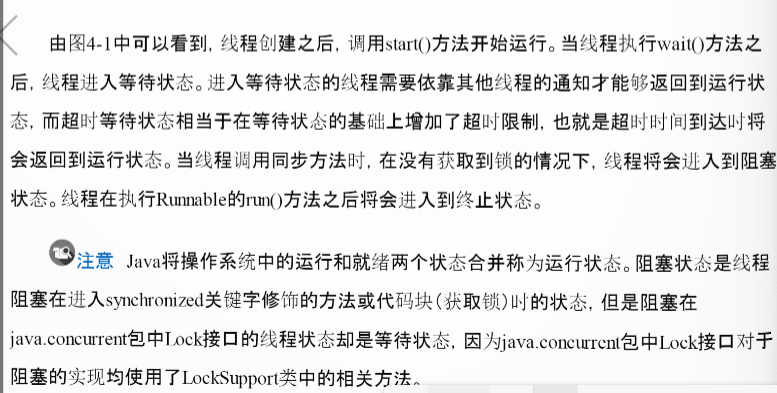 由图4-1中可以看到, 线程创建之后, 调用start()方法开始运行。当线程执行wait()方法之
后, 线程进入等待状态。进入等待状态的线程需要依靠其他线程的通知才能够返回到运行状
态, 而超时等待状态相当于在等待状态的基础上增加了超时限制, 也就是超时时间到达时将
会返回到运行状态。当线程调用同步方法时, 在没有获取到锁的情况下, 线程将会进入到阻塞
状态。线程在执行Runnable的run()方法之后将会进入到终止状态。
注意 Java将操作系统中的运行和就绪两个状态合并称为运行状态。阻塞状态是线程
阻塞在进入synchronized关键字修饰的方法或代码块(获取锁)时的状态, 但是阻塞在
java.concurrent包中Lock接口的线程状态却是等待状态, 因为java.concurrent包中Lock接口对于
阻塞的实现均使用了LockSupport类中的相关方法。